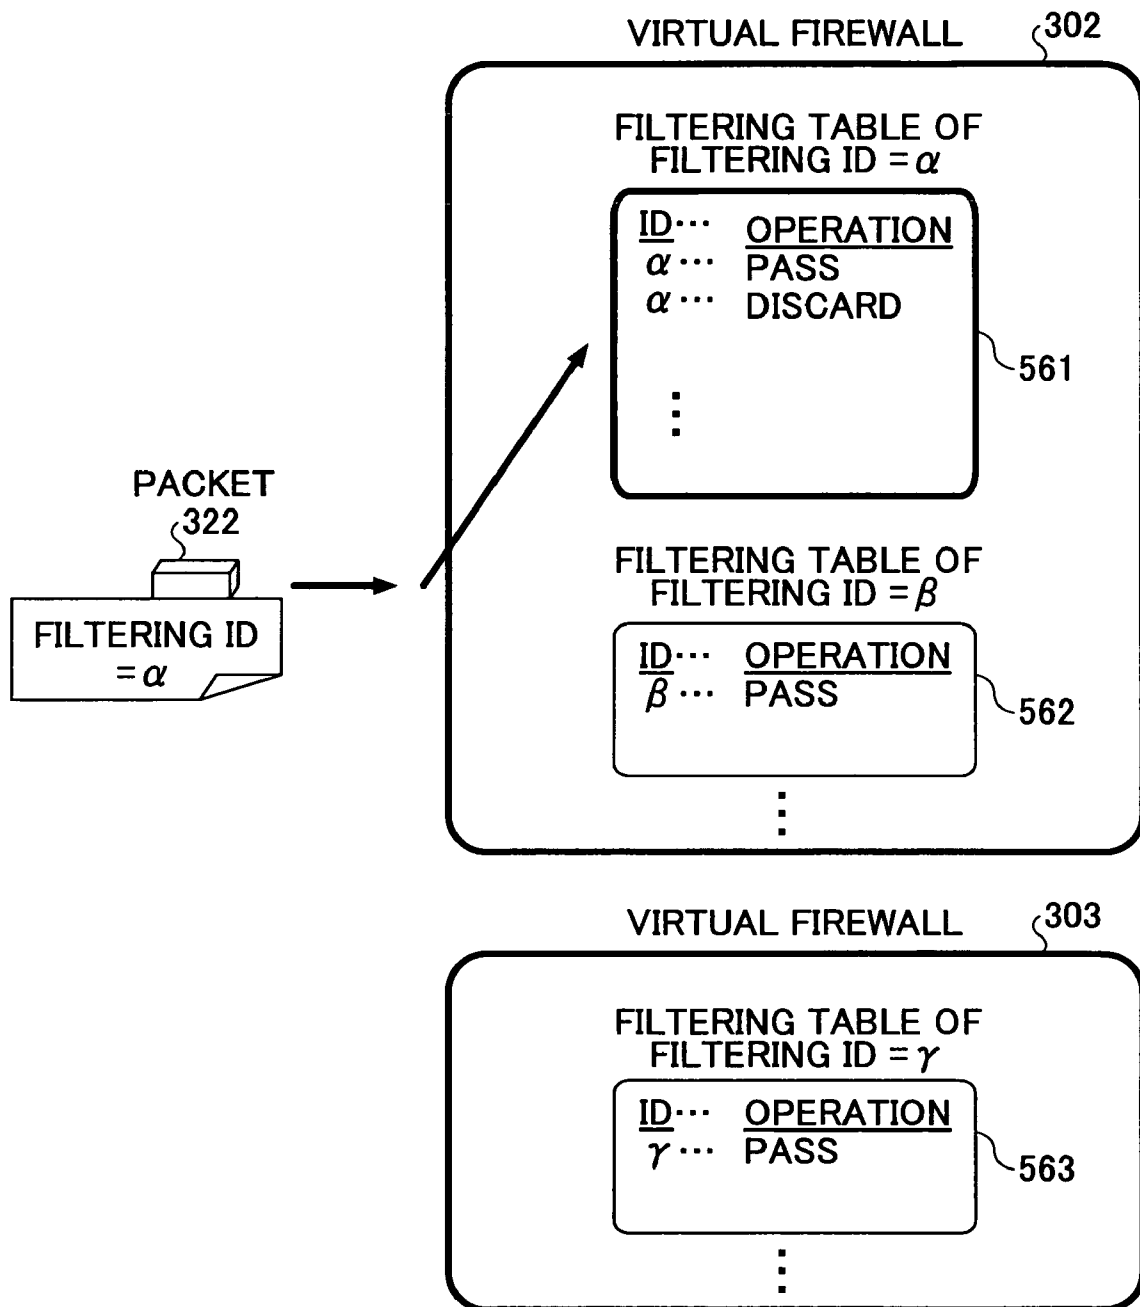 VIRTUAL FIREWALL
302
FILTERING TABLE OF
FILTERING ID = α
ID··· OPERATION
α ··· PASS
α ··· DISCARD
561
PACKET
322
FILTERING ID
= α
FILTERING TABLE OF
FILTERING ID = β
ID··· OPERATION
β ··· PASS
562
VIRTUAL FIREWALL
303
FILTERING TABLE OF
FILTERING ID = γ
ID··· OPERATION
γ ··· PASS
563